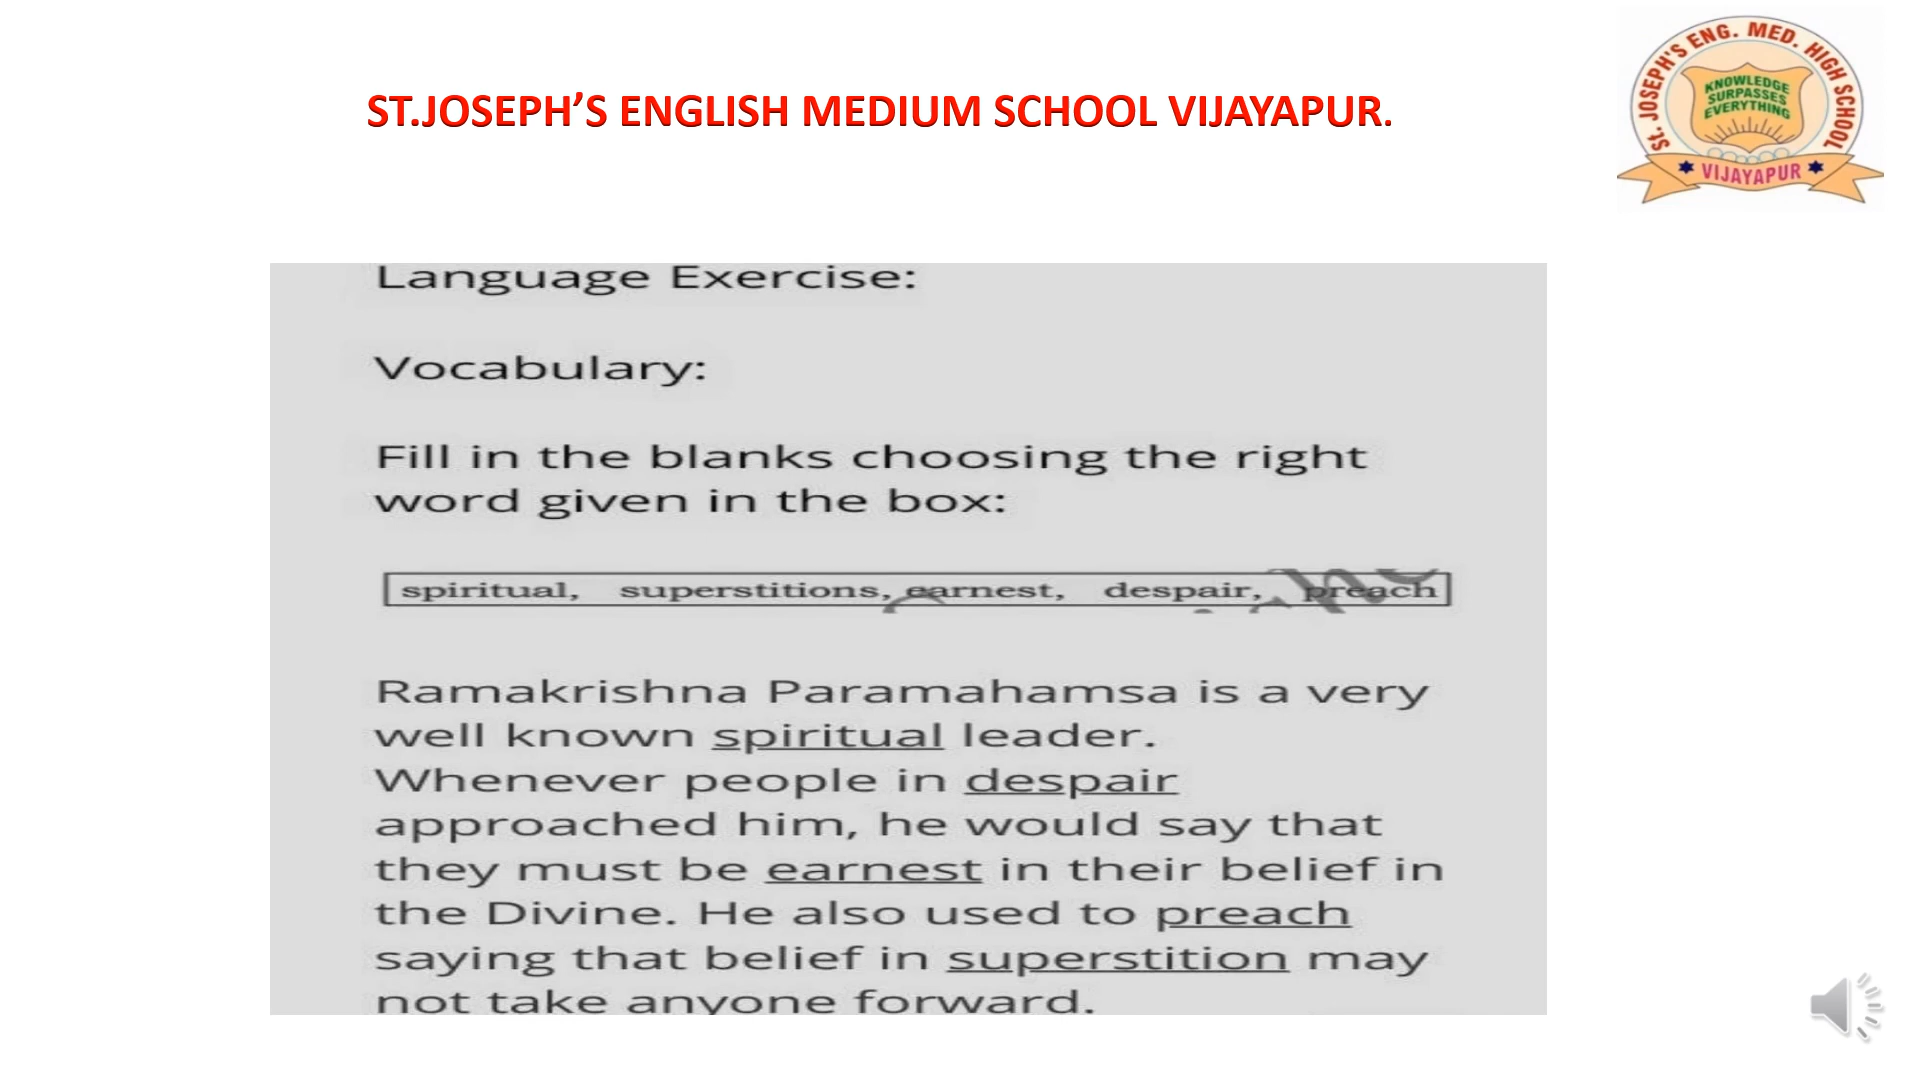 ST.JOSEPH’S ENGLISH MEDIUM SCHOOL VIJAYAPUR.
St. JOSEPH'S ENG. MED. HIGH SCHOOL
KNOWLEDGE
SURPASSES
EVERYTHING
VIJAYAPUR
Language Exercise:
Vocabulary:
Fill in the blanks choosing the right
word given in the box:
spiritual, superstitions, earnest, despair, preach
Ramakrishna Paramahamsa is a very
well known spiritual leader.
Whenever people in despair
approached him, he would say that
they must be earnest in their belief in
the Divine. He also used to preach
saying that belief in superstition may
not take anyone forward.